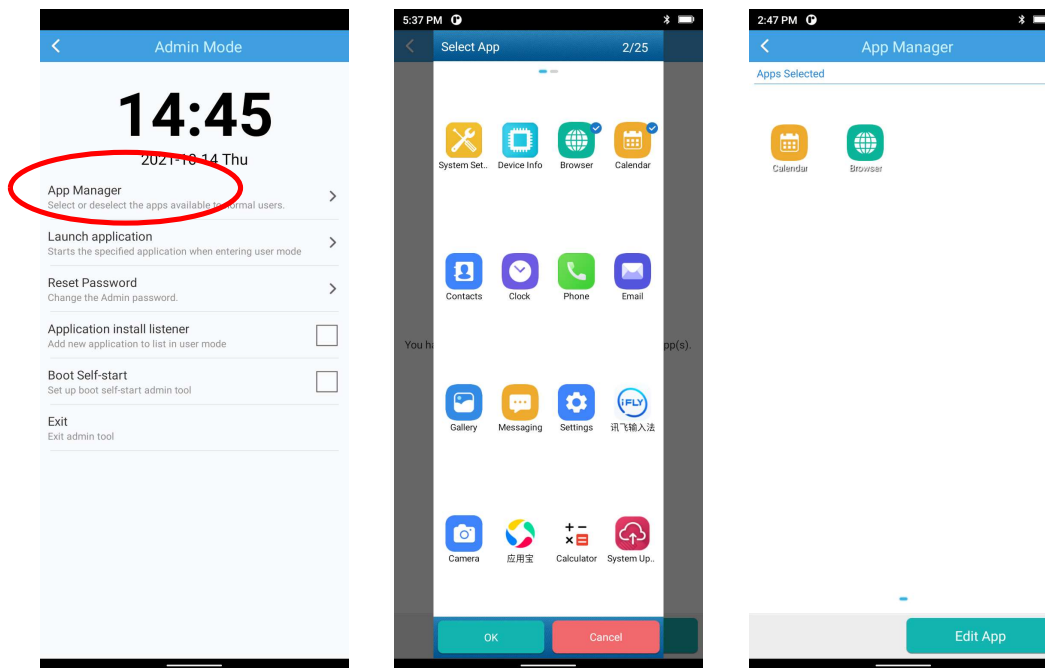 Admin Mode
14:45
2021-10-14 Thu
App Manager
Select or deselect the apps available to normal users.
Launch application
Starts the specified application when entering user mode
Reset Password
Change the Admin password.
Application install listener
Add new application to list in user mode
Boot Self-start
Set up boot self-start admin tool
Exit
Exit admin tool
5:37 PM
Select App 2/25
System Set.. Device Info Browser Calendar
Contacts Clock Phone Email
You ha pp(s).
iFLY
Gallery Messaging Settings 讯飞输入法
Camera 应用宝 Calculator System Up..
OK Cancel
2:47 PM
App Manager
Apps Selected
Calendar Browser
Edit App